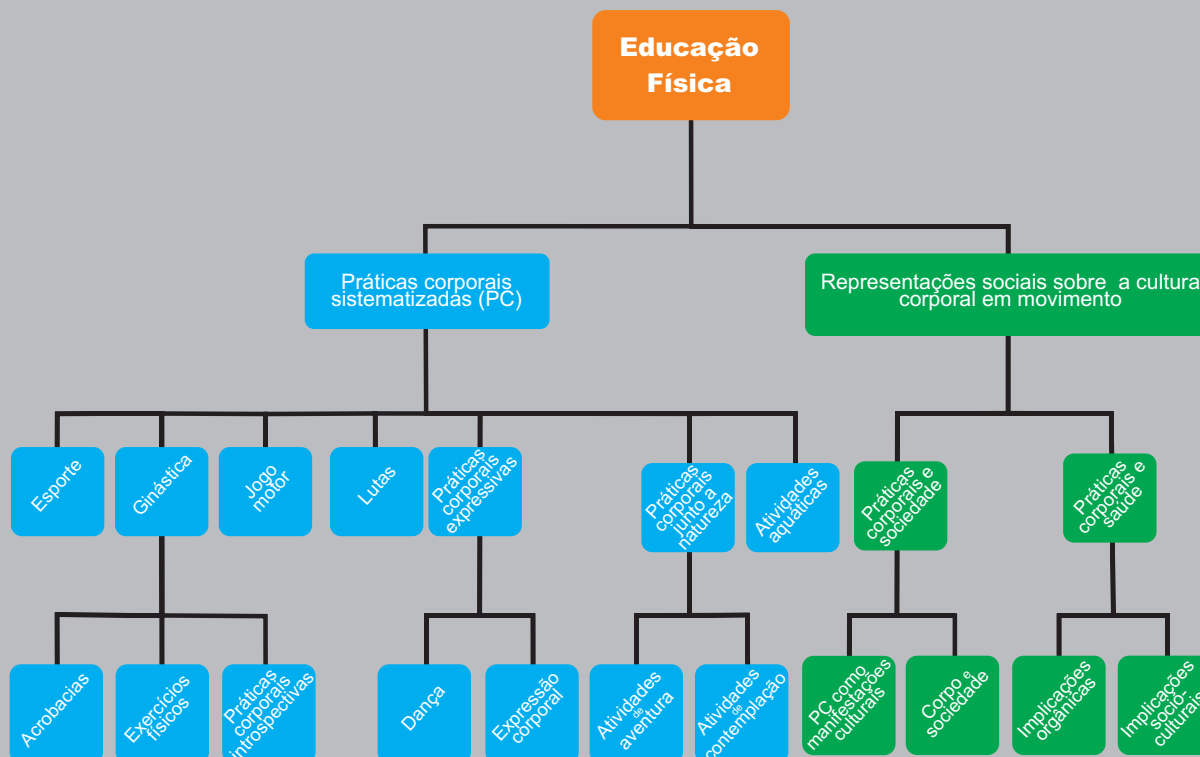 Educação
Física
Práticas corporais
sistematizadas (PC)
Representações sociais sobre a cultura
corporal em movimento
Esporte
Ginástica
Jogo
motor
Lutas
Práticas
corporais
expressivas
Práticas
corporais
junto a
natureza
Atividades
aquáticas
Práticas
corporais e
sociedade
Práticas
corporais e
saúde
Acrobacias
Exercícios
físicos
Práticas
corporais
introspectivas
Dança
Expressão
corporal
Atividades
de
aventura
Atividades
de
contemplação
PC como
manifestações
culturais
Corpo e
sociedade
Implicações
orgânicas
Implicações
sócio-
culturais